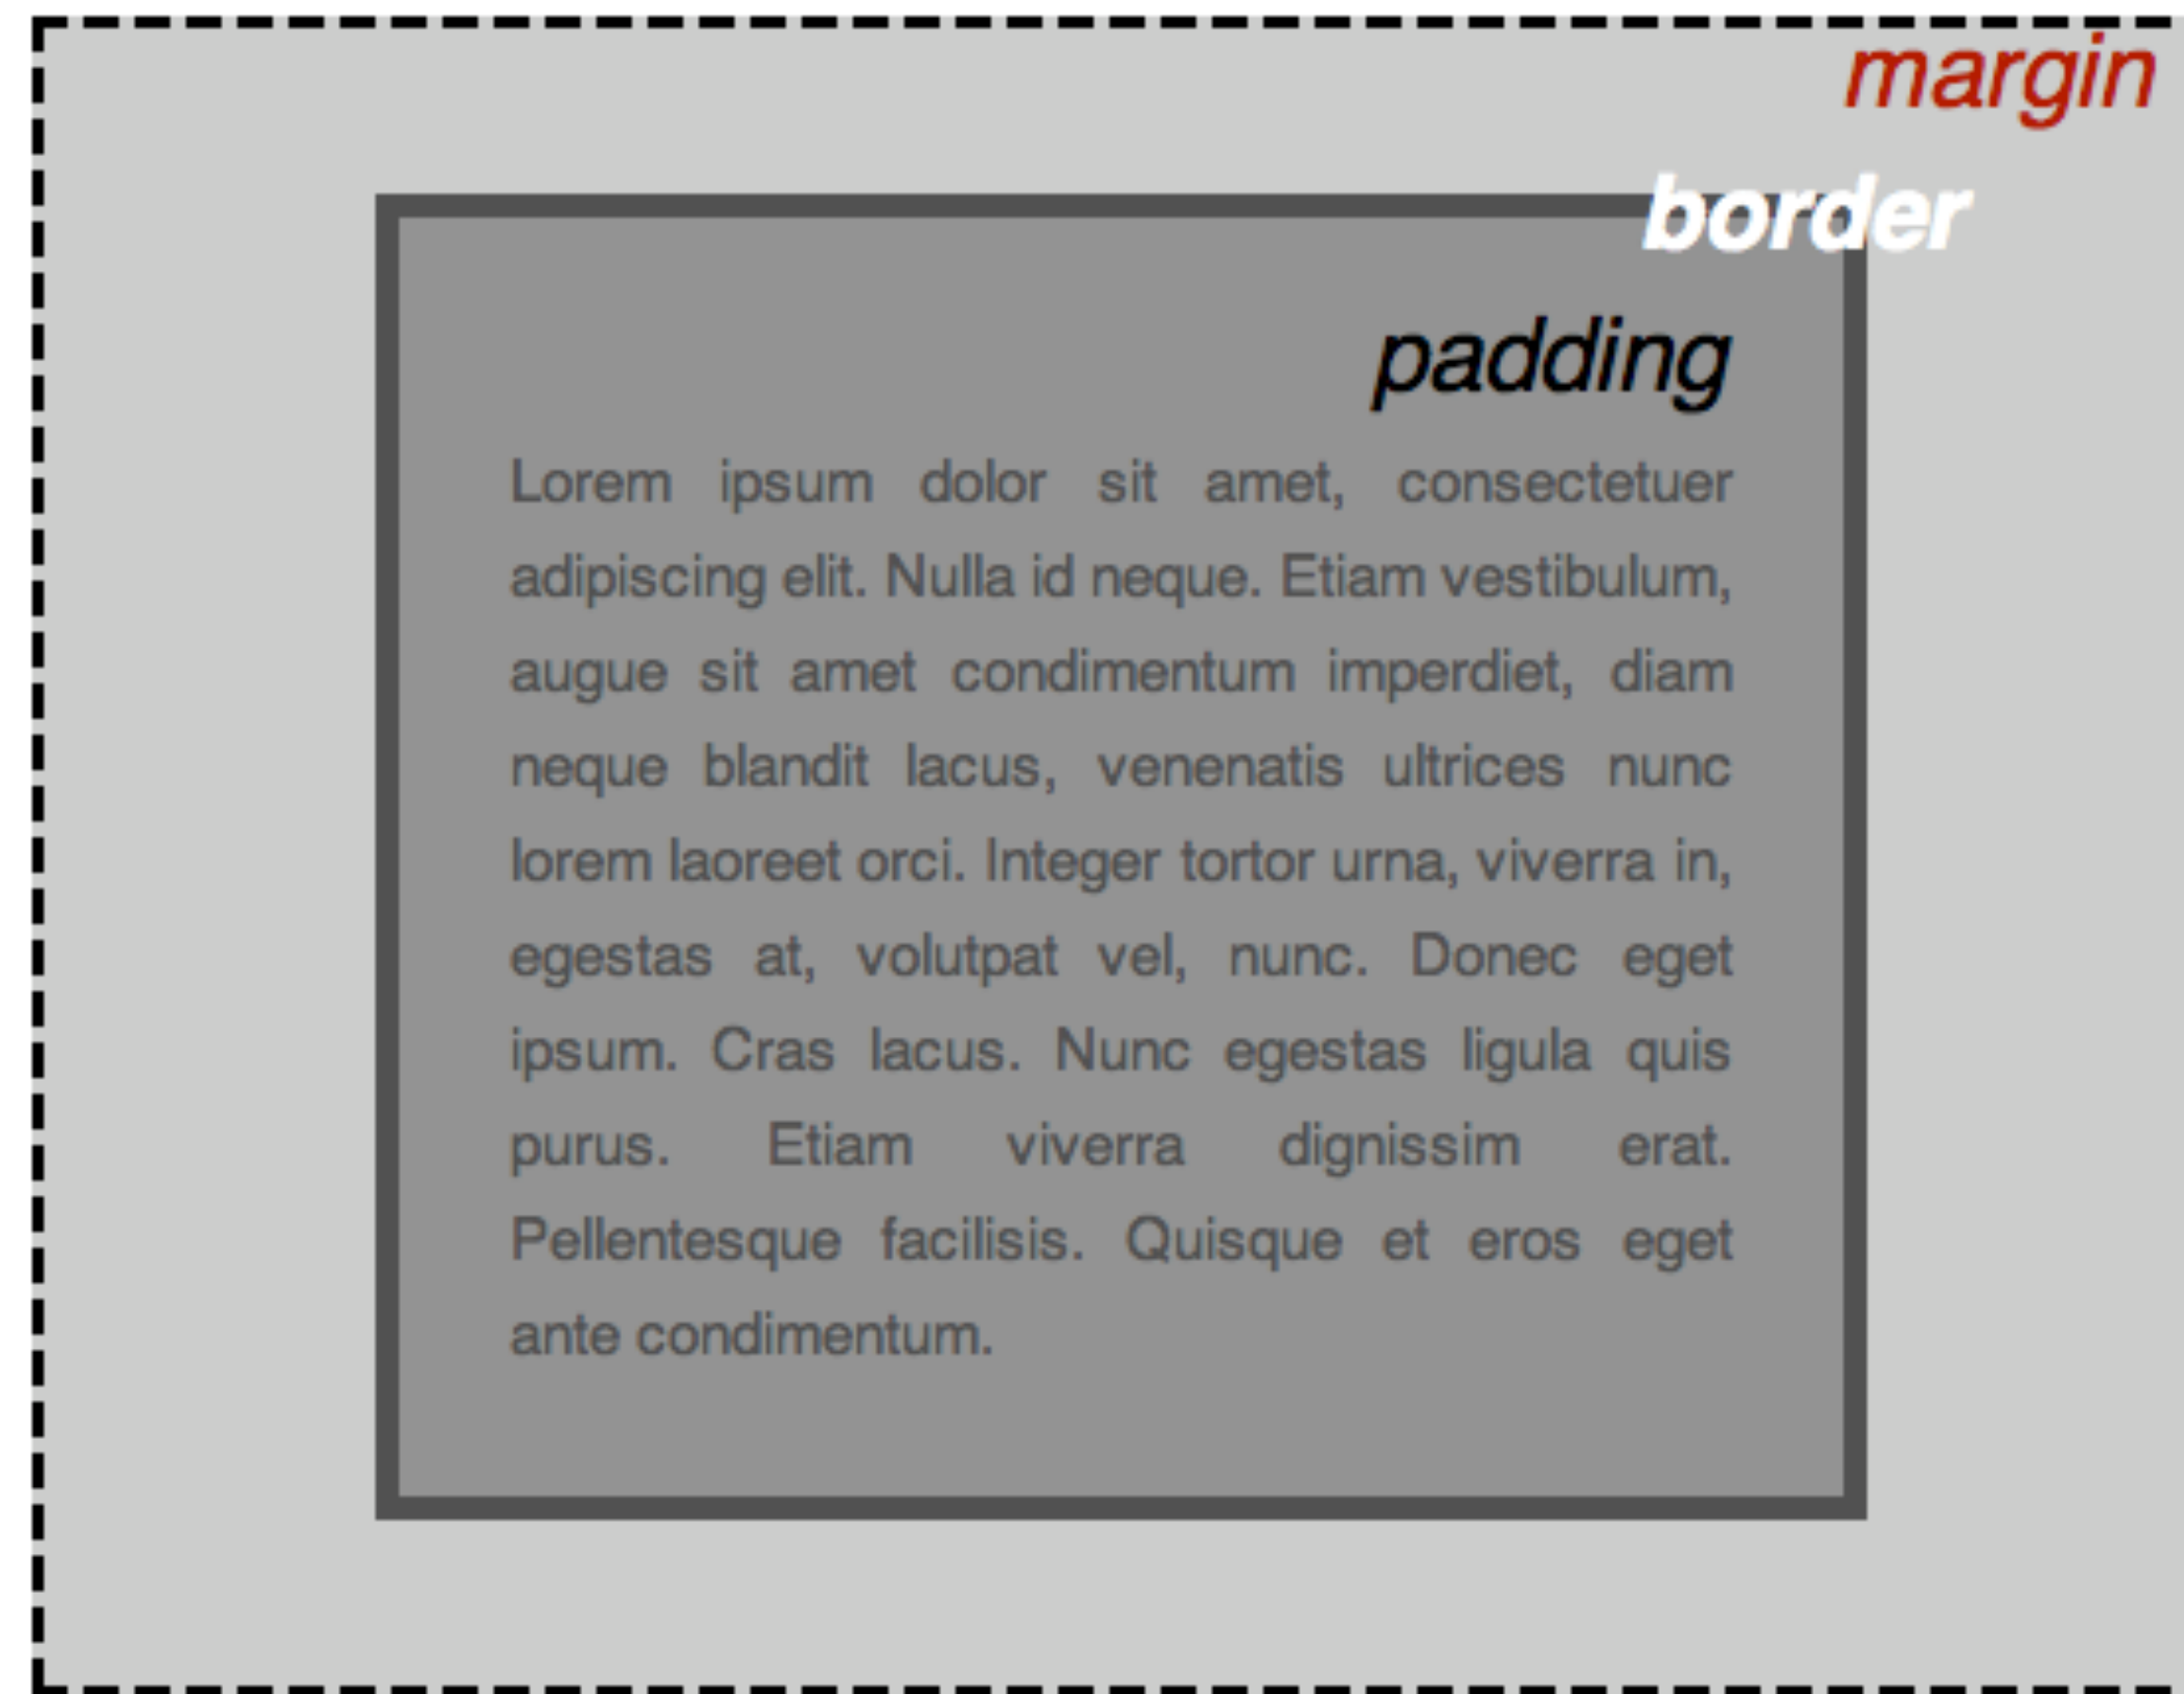 margin
border
padding
Lorem ipsum dolor sit amet, consectetuer
adipiscing elit. Nulla id neque. Etiam vestibulum,
augue sit amet condimentum imperdiet, diam
neque blandit lacus, venenatis ultrices nunc
lorem laoreet orci. Integer tortor urna, viverra in,
egestas at, volutpat vel, nunc. Donec eget
ipsum. Cras lacus. Nunc egestas ligula quis
purus. Etiam viverra dignissim erat.
Pellentesque facilisis. Quisque et eros eget
ante condimentum.